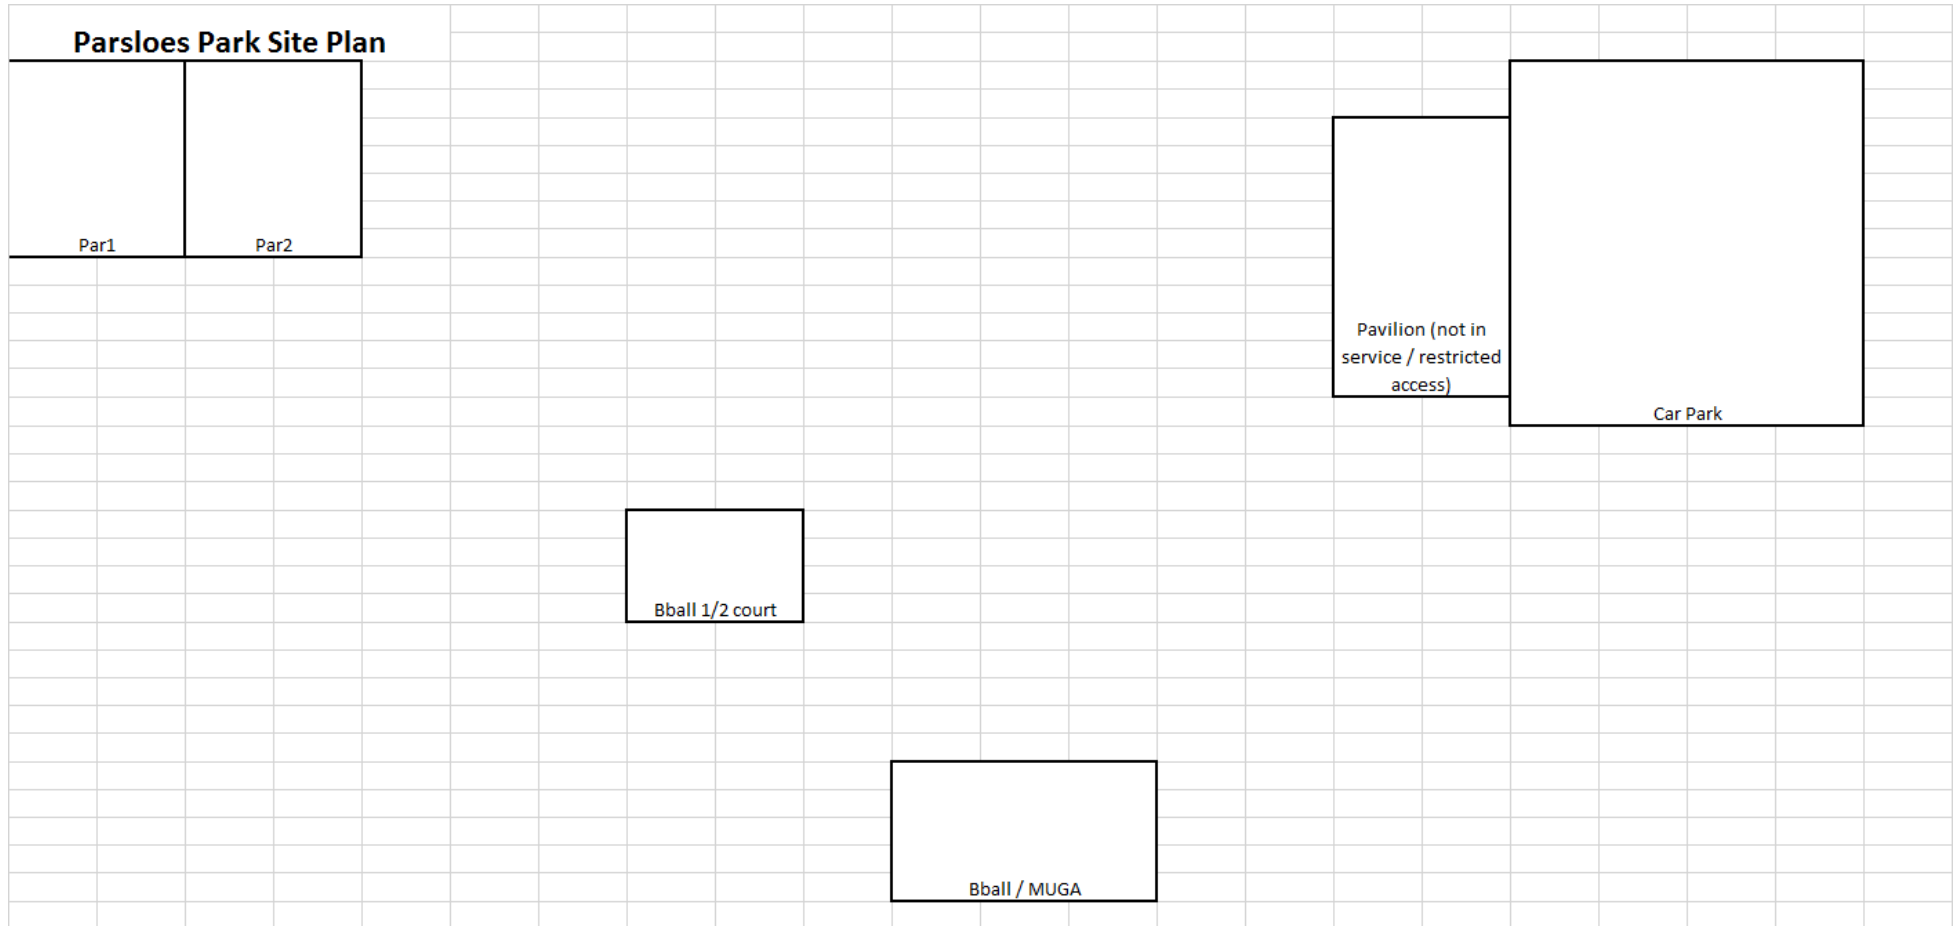 Parsloes Park Site Plan
Par1
Par2
Pavilion (not in
service / restricted
access)
Car Park
Bball 1/2 court
Bball / MUGA